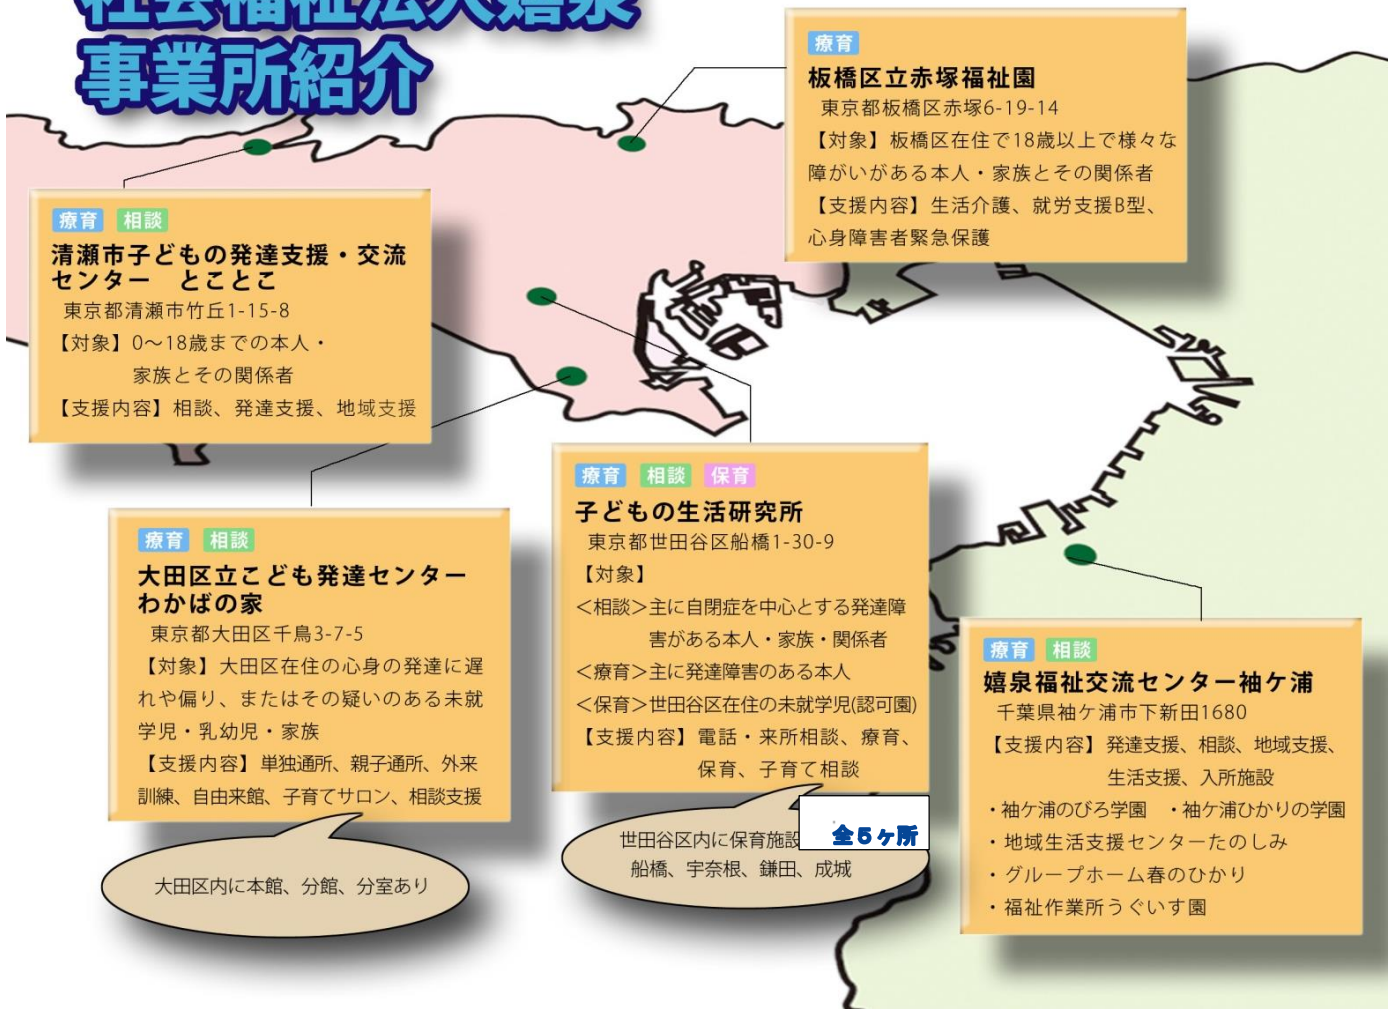 社会福祉法人嬉泉
事業所紹介
療育
板橋区立赤塚福祉園
東京都板橋区赤塚6-19-14
【対象】板橋区在住で18歳以上で様々な
障がいがある本人・家族とその関係者
【支援内容】生活介護、就労支援B型、
心身障害者緊急保護
療育 相談
清瀬市子どもの発達支援・交流
センター とことこ
東京都清瀬市竹丘1-15-8
【対象】0〜18歳までの本人・
家族とその関係者
【支援内容】相談、発達支援、地域支援
療育 相談
大田区立こども発達センター
わかばの家
東京都大田区千鳥3-7-5
【対象】大田区在住の心身の発達に遅
れや偏り、またはその疑いのある未就
学児・乳幼児・家族
【支援内容】単独通所、親子通所、外来
訓練、自由来館、子育てサロン、相談支援
大田区内に本館、分館、分室あり
療育 相談 保育
子どもの生活研究所
東京都世田谷区船橋1-30-9
【対象】
＜相談＞主に自閉症を中心とする発達障
害がある本人・家族・関係者
＜療育＞主に発達障害のある本人
＜保育＞世田谷区在住の未就学児(認可園)
【支援内容】電話・来所相談、療育、
保育、子育て相談
世田谷区内に保育施設 全5ヶ所
船橋、宇奈根、鎌田、成城
療育 相談
嬉泉福祉交流センター袖ケ浦
千葉県袖ケ浦市下新田1680
【支援内容】発達支援、相談、地域支援、
生活支援、入所施設
・袖ケ浦のびろ学園 ・袖ケ浦ひかりの学園
・地域生活支援センターたのしみ
・グループホーム春のひかり
・福祉作業所うぐいす園